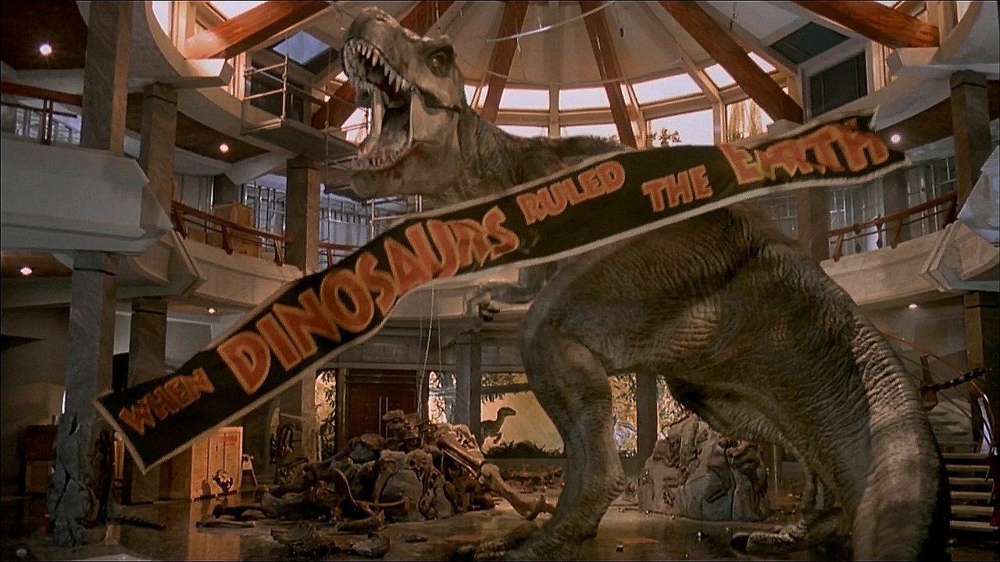 WHEN DINOSAURS RULED THE EARTH